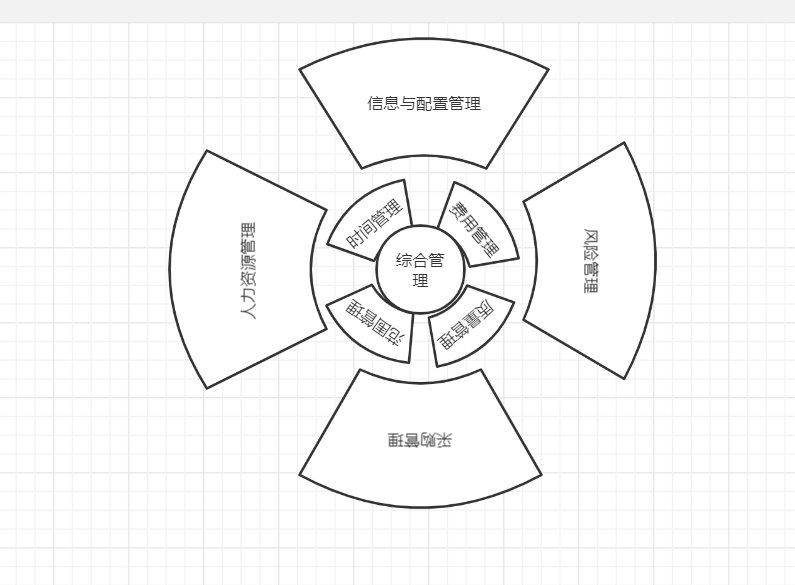 信息与配置管理
时间管理
费用管理
人力资源管理
综合管
理
风险管理
范围管理
质量管理
采购管理